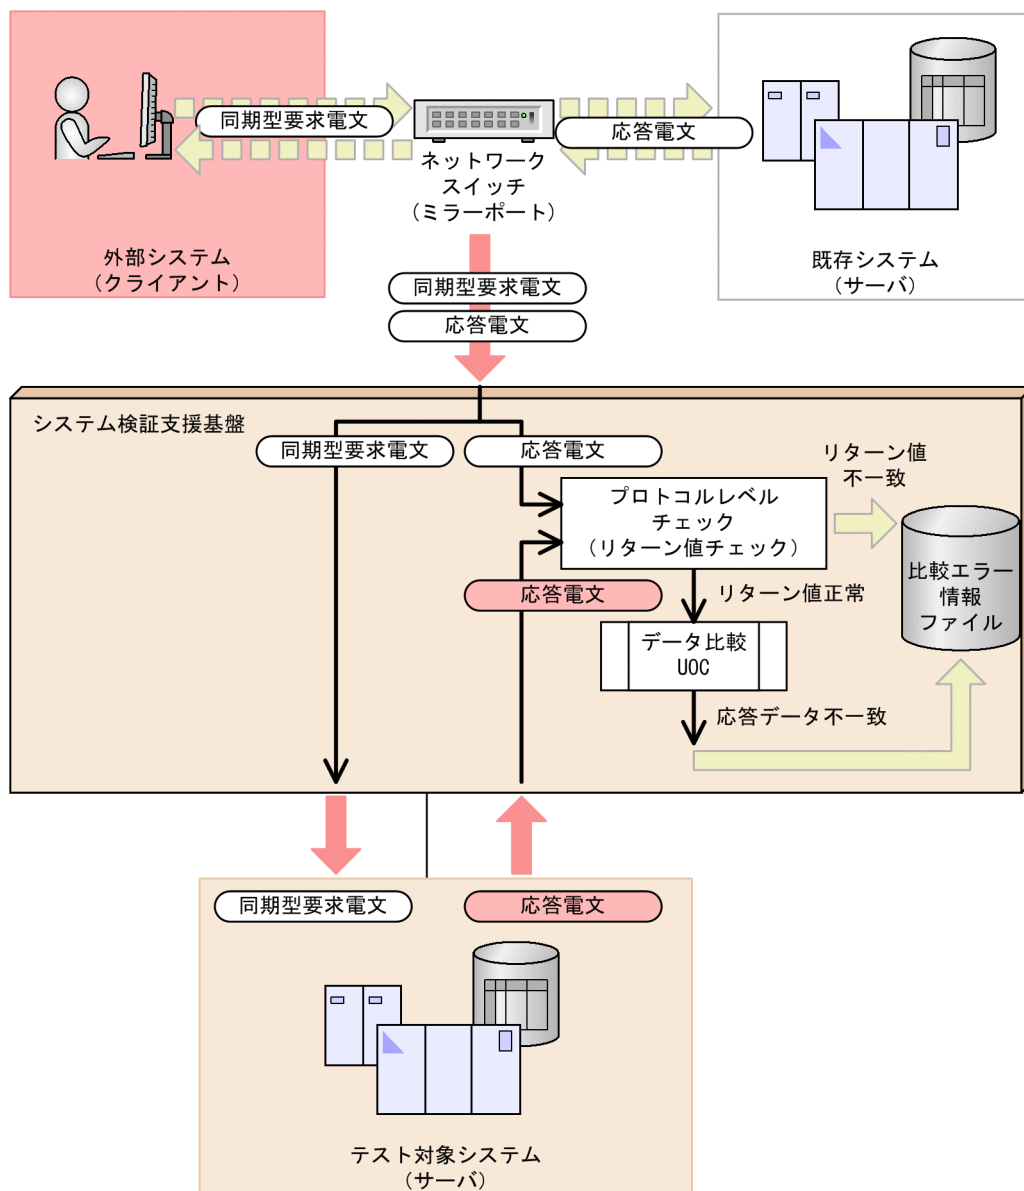 同期型要求電文
応答電文
ネットワーク
スイッチ
（ミラーポート）
外部システム
（クライアント）
既存システム
（サーバ）
同期型要求電文
応答電文
システム検証支援基盤
同期型要求電文
応答電文
リターン値
不一致
プロトコルレベル
チェック
（リターン値チェック）
比較エラー
情報
ファイル
応答電文
リターン値正常
データ比較
UOC
応答データ不一致
同期型要求電文
応答電文
テスト対象システム
（サーバ）